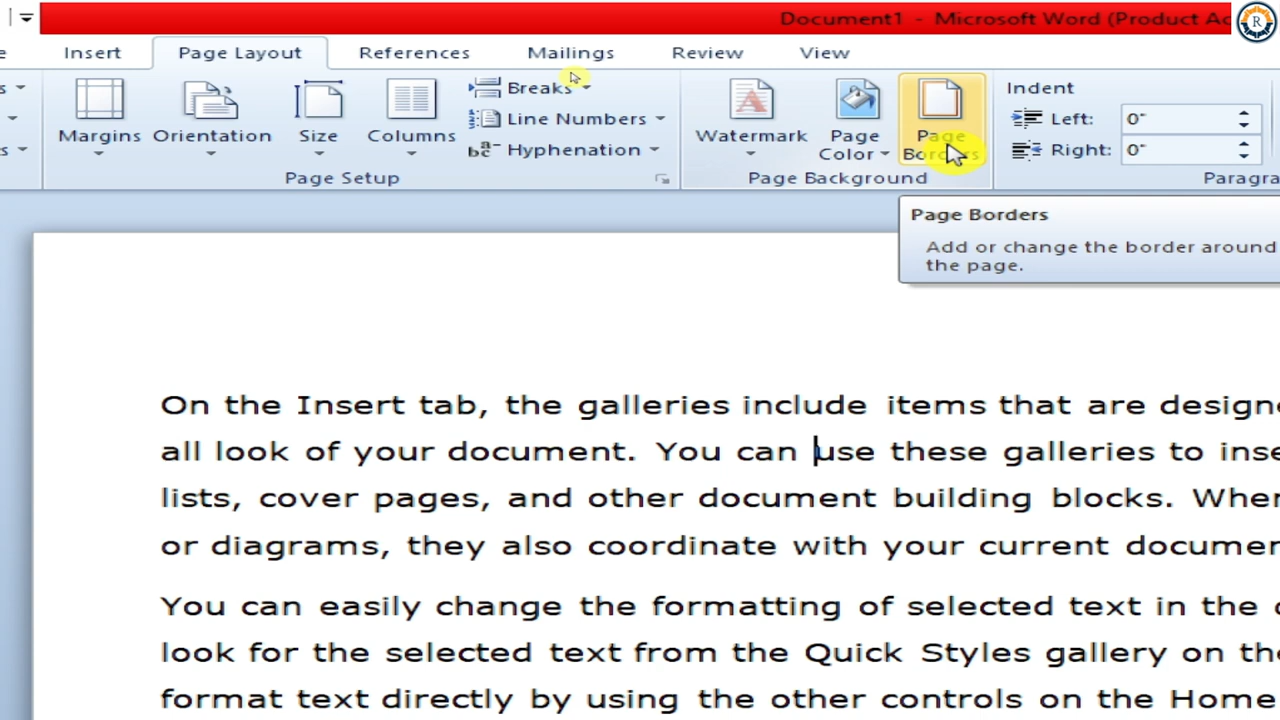 Document1 - Microsoft Word (Product Ac
R
Insert Page Layout References Mailings Review View
Margins Orientation Size Columns
Breaks
Line Numbers
Hyphenation
Page Setup
Watermark
Page
Color
Page
Borders
Page Background
Indent
Left: 0"
Right: 0"
Paragra
Page Borders
Add or change the border around
the page.
On the Insert tab, the galleries include items that are designe
all look of your document. You can use these galleries to inse
lists, cover pages, and other document building blocks. When
or diagrams, they also coordinate with your current documen
You can easily change the formatting of selected text in the d
look for the selected text from the Quick Styles gallery on the
format text directly by using the other controls on the Home